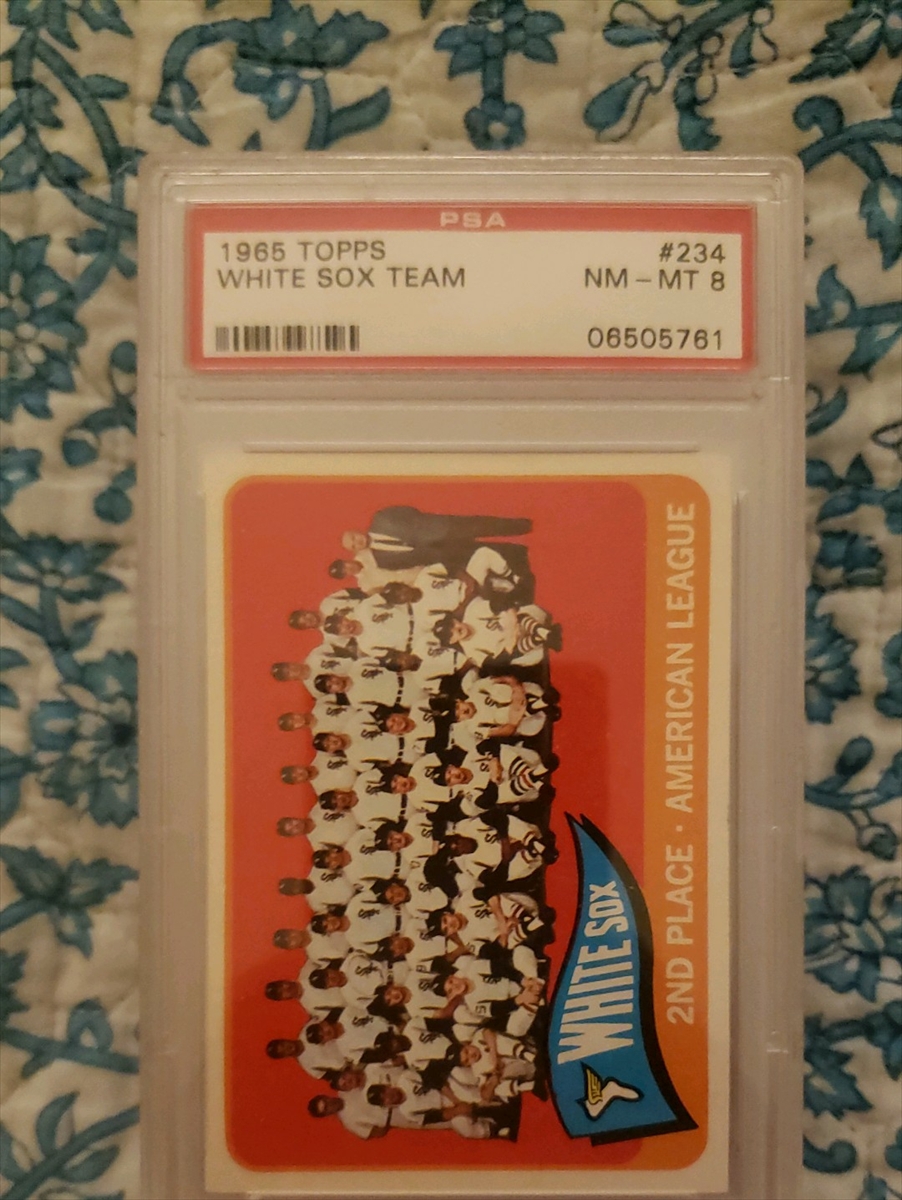 PSA
1965 TOPPS #234
WHITE SOX TEAM NM - MT 8
06505761
WHITE SOX
2ND PLACE · AMERICAN LEAGUE